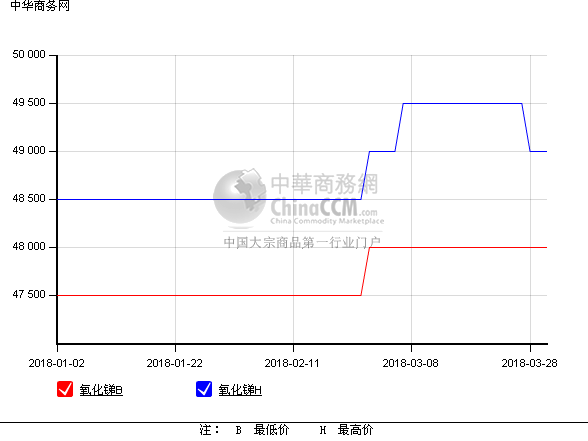 中华商务网
50 000
49 500
49 000
48 500
48 000
47 500
中華商務網
ChinaCCM.com
China Commodity Marketplace
中国大宗商品第一行业门户
2018-01-02 2018-01-22 2018-02-11 2018-03-08 2018-03-28
氧化锑B 氧化锑H
注： B 最低价 H 最高价